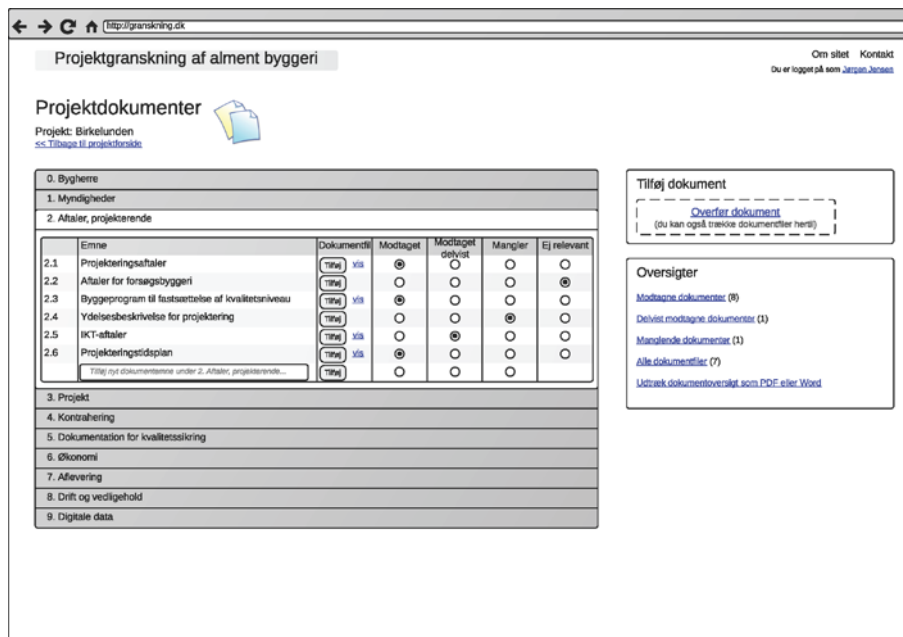 http://granskning.dk
Projektgranskning af alment byggeri
Om sitet Kontakt
Du er logget på som Jørgen Jensen
Projektdokumenter
Projekt: Birkelunden
<< Tilbage til projektforside
0. Bygherre
1. Myndigheder
2. Aftaler, projekterende
Emne Dokumentfil Modtaget Modtaget delvist Mangler Ej relevant
2.1 Projekteringsaftaler Tilføj vis
2.2 Aftaler for forsøgsbyggeri Tilføj
2.3 Byggeprogram til fastsættelse af kvalitetsniveau Tilføj vis
2.4 Ydelsesbeskrivelse for projektering Tilføj
2.5 IKT-aftaler Tilføj vis
2.6 Projekteringstidsplan Tilføj vis
Tilføj nyt dokumentemne under 2. Aftaler, projekterende... Tilføj
3. Projekt
4. Kontrahering
5. Dokumentation for kvalitetssikring
6. Økonomi
7. Aflevering
8. Drift og vedligehold
9. Digitale data
Tilføj dokument
Overfør dokument
(du kan også trække dokumentfiler hertil)
Oversigter
Modtagne dokumenter (8)
Delvist modtagne dokumenter (1)
Manglende dokumenter (1)
Alle dokumentfiler (7)
Udtræk dokumentoversigt som PDF eller Word